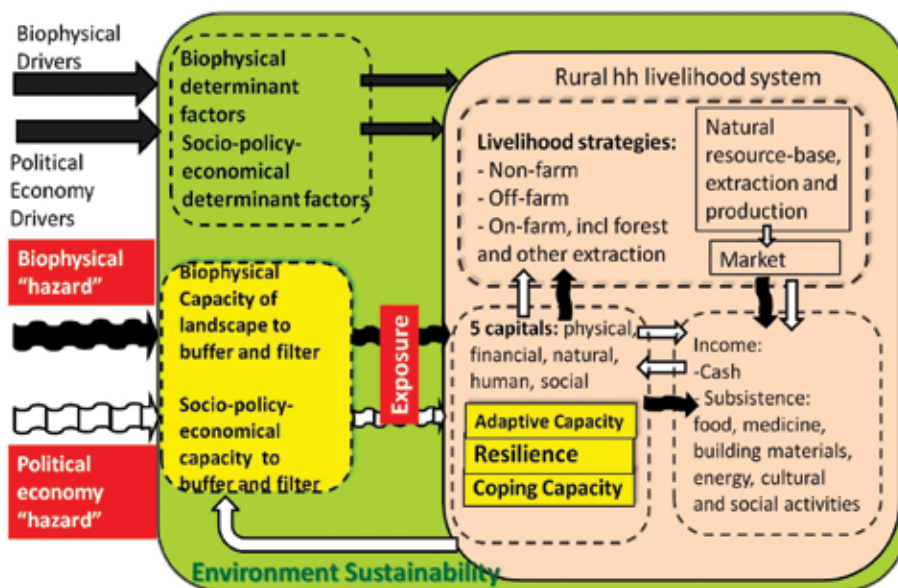 Biophysical
Drivers
Political
Economy
Drivers
Biophysical
“hazard”
Political
economy
“hazard”
Biophysical
determinant
factors
Socio-policy-
economical
determinant factors
Biophysical
Capacity of
landscape to
buffer and filter
Socio-policy-
economical
capacity to
buffer and filter
Exposure
Environment Sustainability
Rural hh livelihood system
Livelihood strategies:
- Non-farm
- Off-farm
- On-farm, incl forest
and other extraction
Natural
resource-base,
extraction and
production
Market
5 capitals: physical,
financial, natural,
human, social
Adaptive Capacity
Resilience
Coping Capacity
Income:
-Cash
- Subsistence:
food, medicine,
building materials,
energy, cultural
and social activities